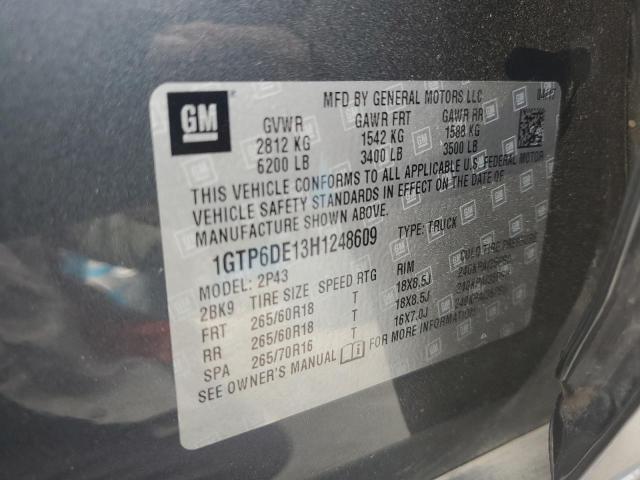 GM
MFD BY GENERAL MOTORS LLC
GVWR GAWR FRT GAWR RR
2812 KG 1542 KG 1588 KG
6200 LB 3400 LB 3500 LB
THIS VEHICLE CONFORMS TO ALL APPLICABLE U.S. FEDERAL MOTOR
VEHICLE SAFETY STANDARDS IN EFFECT ON THE DATE OF
MANUFACTURE SHOWN ABOVE.
1GTP6DE13H1248609 TYPE: TRUCK
MODEL: 2P43
2BK9 TIRE SIZE SPEED RTG RIM COLD TIRE PRESSURE
FRT 265/60R18 T 18X8.5J
RR 265/60R18 T 18X8.5J
SPA 265/70R16 T 16X7.0J
SEE OWNER'S MANUAL FOR MORE INFORMATION